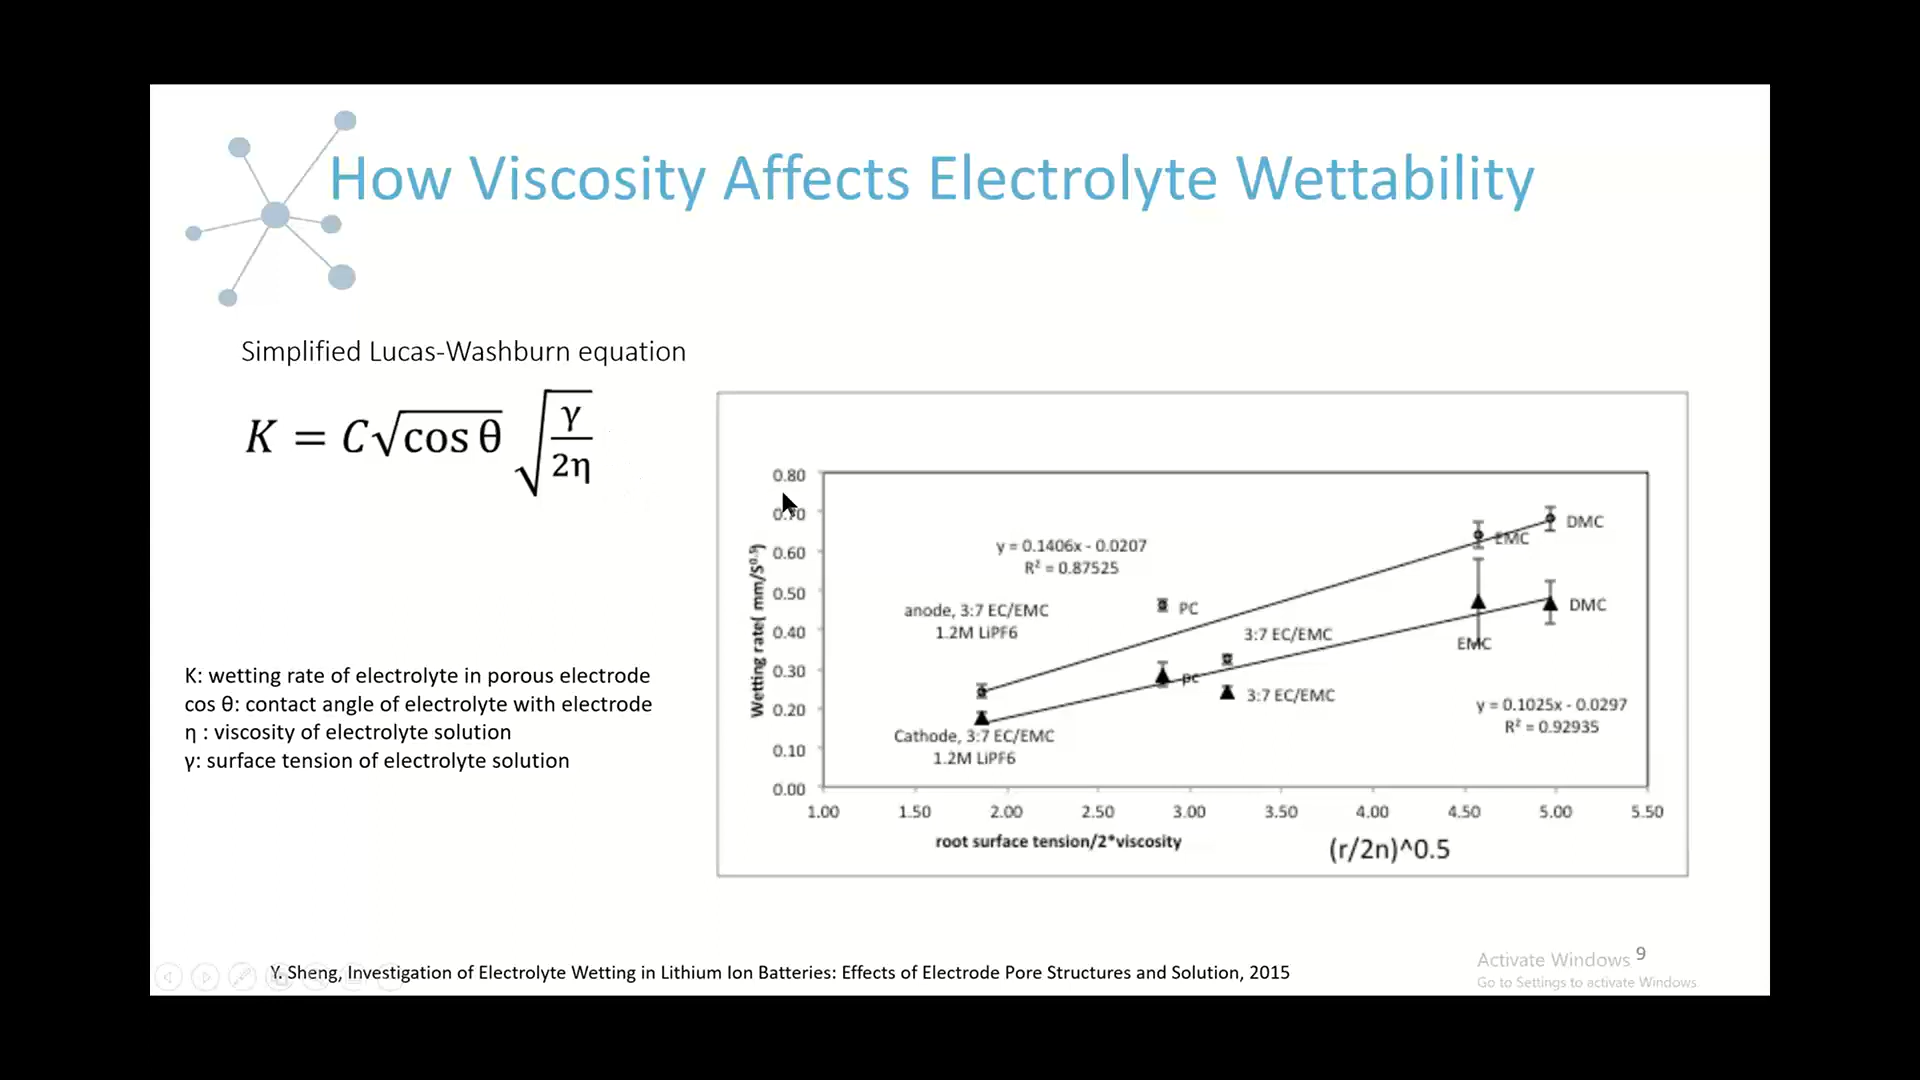 How Viscosity Affects Electrolyte Wettability
Simplified Lucas-Washburn equation
K = C√cos θ √γ/2η
K: wetting rate of electrolyte in porous electrode
cos θ: contact angle of electrolyte with electrode
η : viscosity of electrolyte solution
γ: surface tension of electrolyte solution
Wetting rate( mm/S^0.5)
0.80
0.70
0.60
0.50
0.40
0.30
0.20
0.10
0.00
y = 0.1406x - 0.0207
R² = 0.87525
anode, 3:7 EC/EMC
1.2M LiPF6
PC
3:7 EC/EMC
EMC
DMC
Cathode, 3:7 EC/EMC
1.2M LiPF6
pc
3:7 EC/EMC
EMC
DMC
y = 0.1025x - 0.0297
R² = 0.92935
1.00 1.50 2.00 2.50 3.00 3.50 4.00 4.50 5.00 5.50
root surface tension/2*viscosity
(r/2n)^0.5
Y. Sheng, Investigation of Electrolyte Wetting in Lithium Ion Batteries: Effects of Electrode Pore Structures and Solution, 2015
9
Activate Windows
Go to Settings to activate Windows.